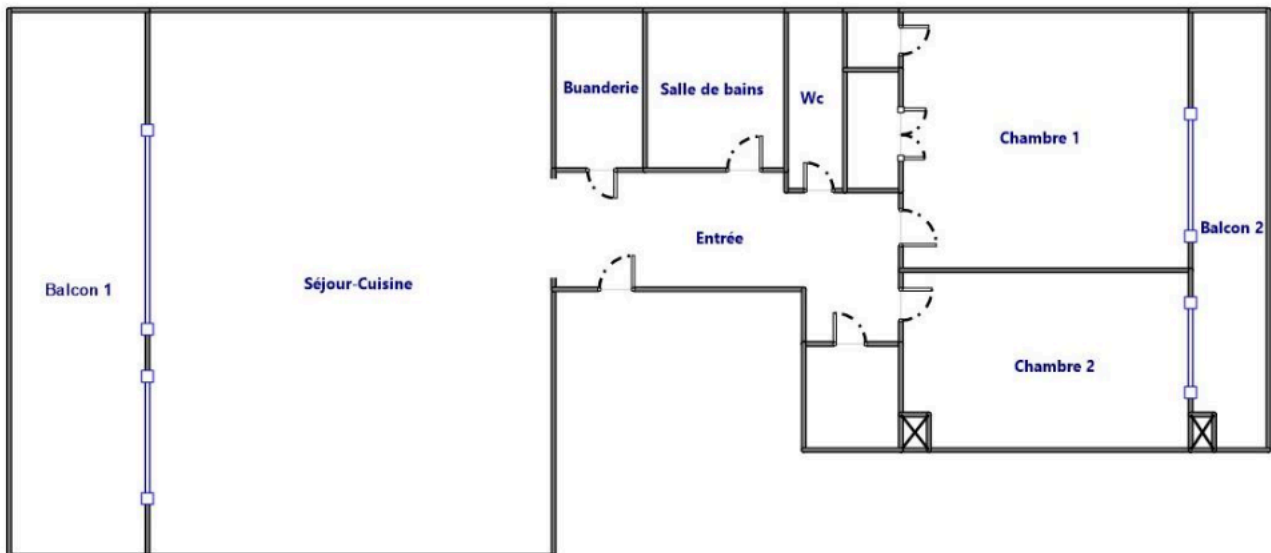 Buanderie
Salle de bains
Wc
Chambre 1
Balcon 2
Entrée
Balcon 1
Séjour-Cuisine
Chambre 2